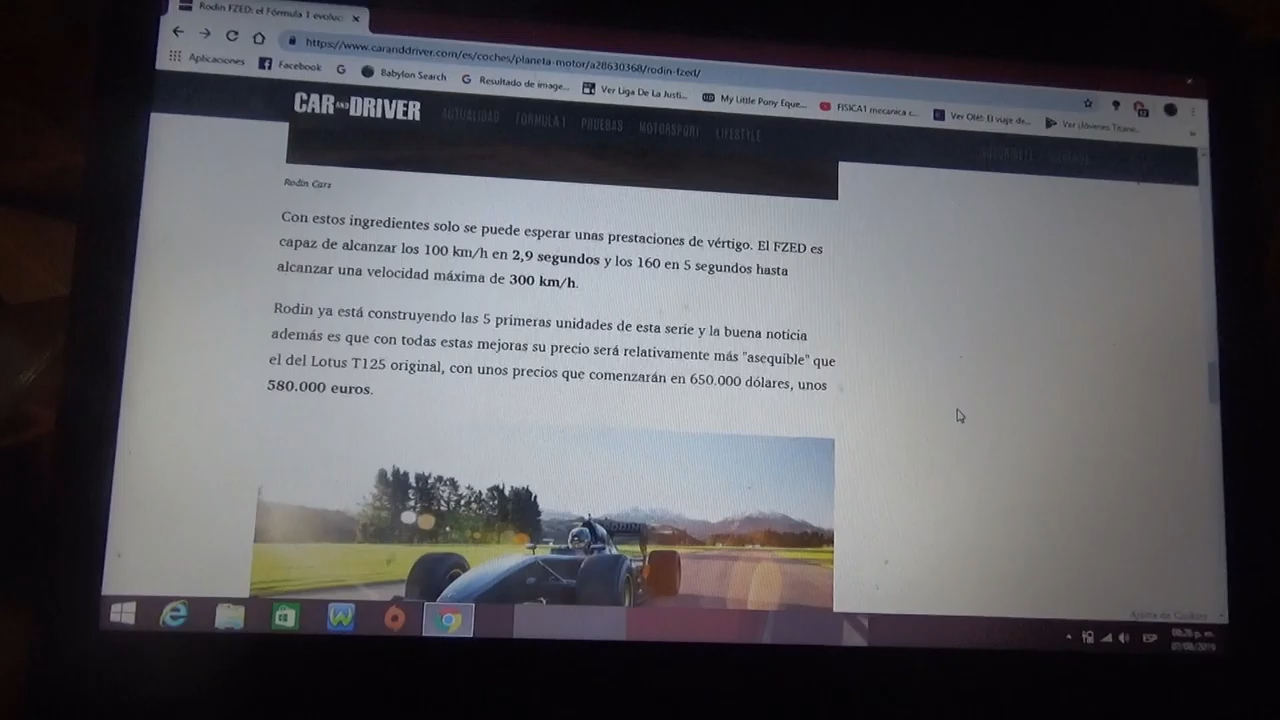 Rodin FZED: el Fórmula 1 evoluc
https://www.caranddriver.com/es/coches/planeta-motor/a28630368/rodin-fzed/
Aplicaciones Facebook Babylon Search Resultado de image... Ver Liga De La Justi... My Little Pony Eque... FISICA1 mecanica c... Ver Olé: El viaje de... Ver ¡Jóvenes Titane...
CAR AND DRIVER ACTUALIDAD FÓRMULA 1 PRUEBAS MOTORSPORT LIFESTYLE
Rodin Cars
Con estos ingredientes solo se puede esperar unas prestaciones de vértigo. El FZED es
capaz de alcanzar los 100 km/h en 2,9 segundos y los 160 en 5 segundos hasta
alcanzar una velocidad máxima de 300 km/h.
Rodin ya está construyendo las 5 primeras unidades de esta serie y la buena noticia
además es que con todas estas mejoras su precio será relativamente más "asequible" que
el del Lotus T125 original, con unos precios que comenzarán en 650.000 dólares, unos
580.000 euros.
RODIN
Ajuste de Cookies
ESP